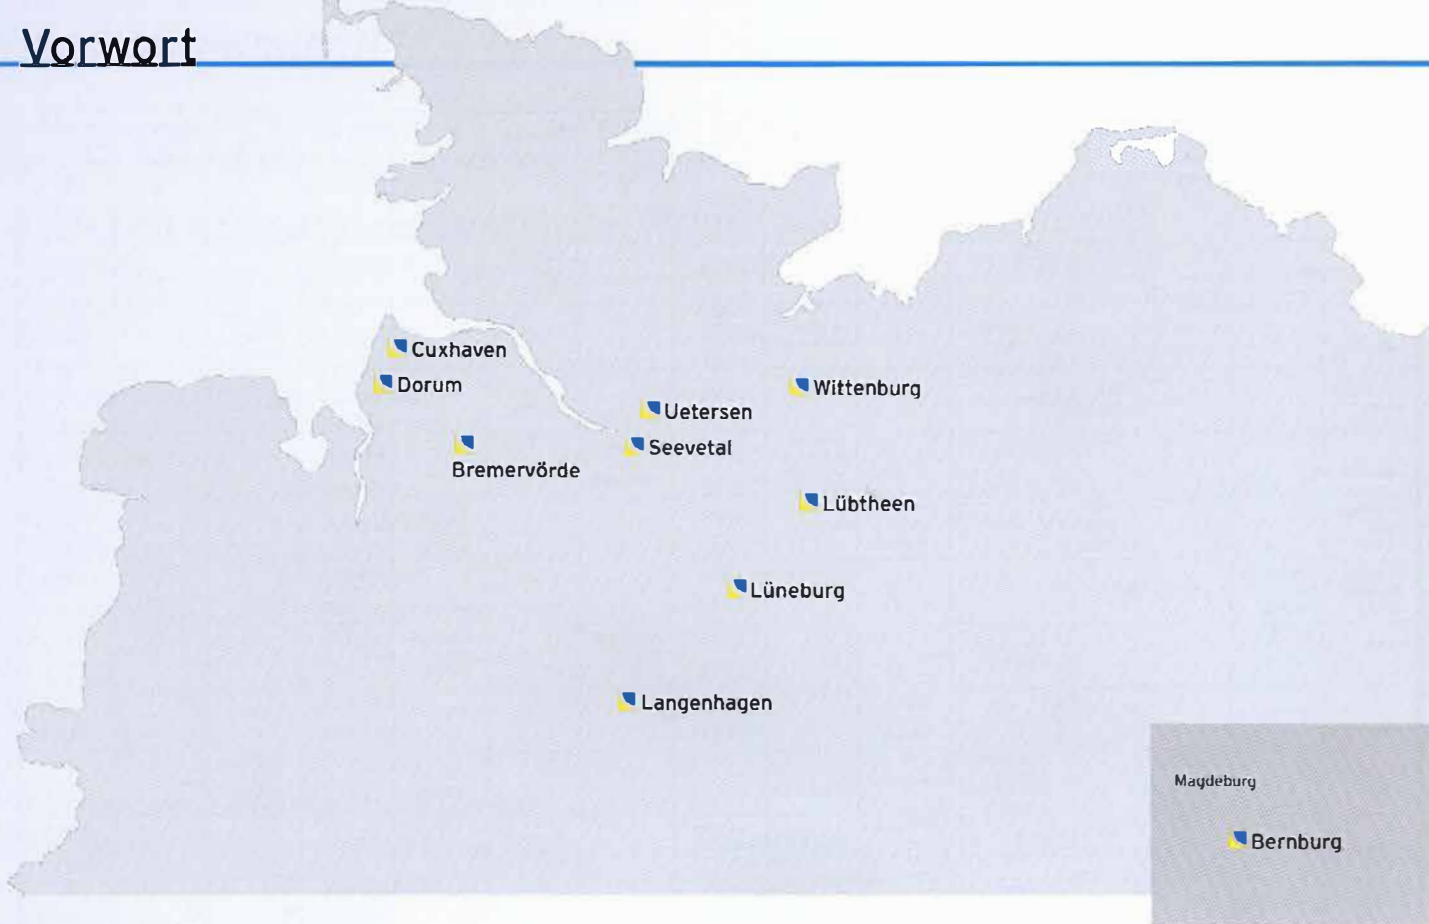 Vorwort
Cuxhaven
Dorum
Wittenburg
Uetersen
Seevetal
Bremervörde
Lübtheen
Lüneburg
Langenhagen
Magdeburg
Bernburg